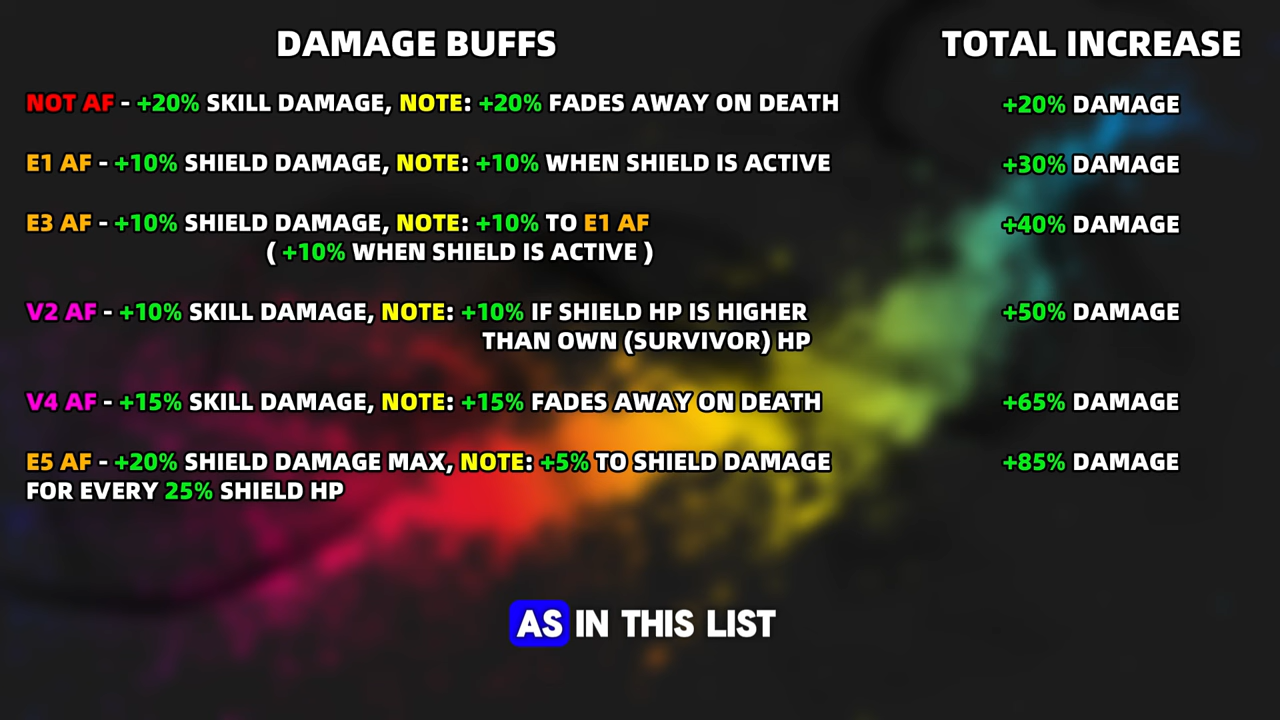 DAMAGE BUFFS
TOTAL INCREASE
NOT AF - +20% SKILL DAMAGE, NOTE: +20% FADES AWAY ON DEATH
+20% DAMAGE
E1 AF - +10% SHIELD DAMAGE, NOTE: +10% WHEN SHIELD IS ACTIVE
+30% DAMAGE
E3 AF - +10% SHIELD DAMAGE, NOTE: +10% TO E1 AF
( +10% WHEN SHIELD IS ACTIVE )
+40% DAMAGE
V2 AF - +10% SKILL DAMAGE, NOTE: +10% IF SHIELD HP IS HIGHER
THAN OWN (SURVIVOR) HP
+50% DAMAGE
V4 AF - +15% SKILL DAMAGE, NOTE: +15% FADES AWAY ON DEATH
+65% DAMAGE
E5 AF - +20% SHIELD DAMAGE MAX, NOTE: +5% TO SHIELD DAMAGE
FOR EVERY 25% SHIELD HP
+85% DAMAGE
AS IN THIS LIST